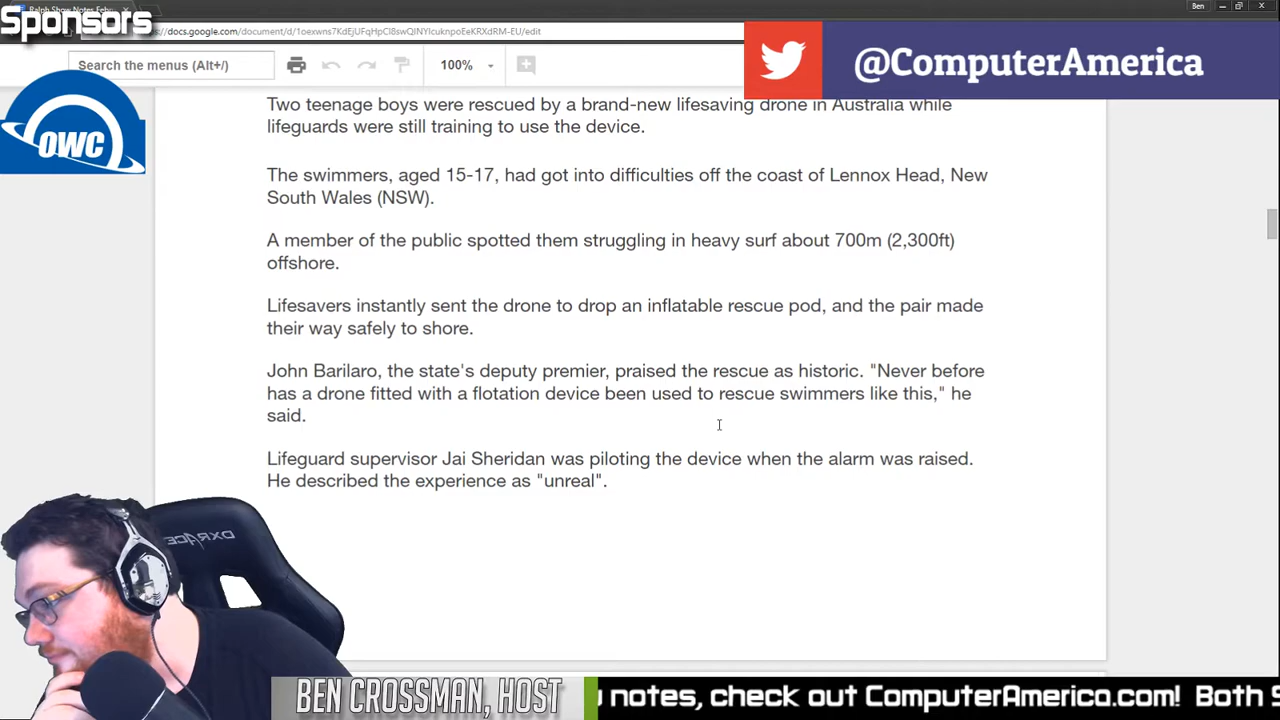 Ralph Show Notes
Ben
Sponsors
docs.google.com/document/d/
/edit
Search the menus (Alt+/)
100%
@ComputerAmerica
OWC
Two teenage boys were rescued by a brand-new lifesaving drone in Australia while
lifeguards were still training to use the device.
The swimmers, aged 15-17, had got into difficulties off the coast of Lennox Head, New
South Wales (NSW).
A member of the public spotted them struggling in heavy surf about 700m (2,300ft)
offshore.
Lifesavers instantly sent the drone to drop an inflatable rescue pod, and the pair made
their way safely to shore.
John Barilaro, the state's deputy premier, praised the rescue as historic. "Never before
has a drone fitted with a flotation device been used to rescue swimmers like this," he
said.
Lifeguard supervisor Jai Sheridan was piloting the device when the alarm was raised.
He described the experience as "unreal".
DXRACER
BEN CROSSMAN, HOST
notes, check out ComputerAmerica.com! Both S